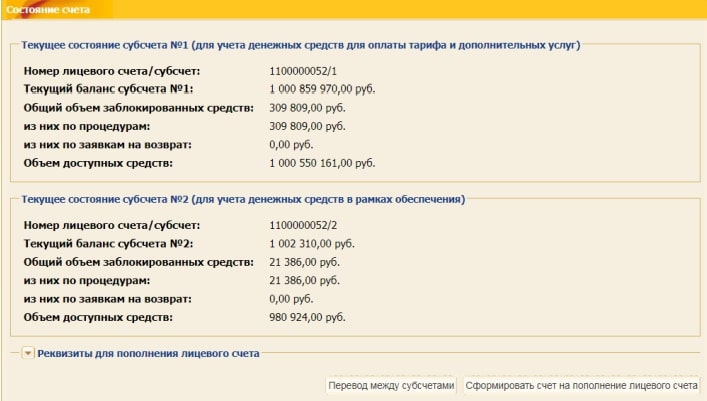 Состояние счета
Текущее состояние субсчета №1 (для учета денежных средств для оплаты тарифа и дополнительных услуг)
Номер лицевого счета/субсчет: 1100000052/1
Текущий баланс субсчета №1: 1 000 859 970,00 руб.
Общий объем заблокированных средств: 309 809,00 руб.
из них по процедурам: 309 809,00 руб.
из них по заявкам на возврат: 0,00 руб.
Объем доступных средств: 1 000 550 161,00 руб.
Текущее состояние субсчета №2 (для учета денежных средств в рамках обеспечения)
Номер лицевого счета/субсчет: 1100000052/2
Текущий баланс субсчета №2: 1 002 310,00 руб.
Общий объем заблокированных средств: 21 386,00 руб.
из них по процедурам: 21 386,00 руб.
из них по заявкам на возврат: 0,00 руб.
Объем доступных средств: 980 924,00 руб.
Реквизиты для пополнения лицевого счета
Перевод между субсчетами Сформировать счет на пополнение лицевого счета